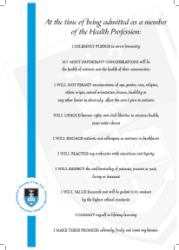 At the time of being admitted as a member
of the Health Profession:
I SOLEMNLY PLEDGE to serve humanity.
MY MOST IMPORTANT CONSIDERATIONS will be
the health of patients and the health of their communities.
I WILL NOT PERMIT considerations of age, gender, race, religion,
ethnic origin, sexual orientation, disease, disability or
any other factor to adversely affect the care I give to patients.
WILL UPHOLD human rights and civil liberties to advance health,
even under threat.
I WILL ENGAGE patients and colleagues as partners in healthcare.
I WILL PRACTISE my profession with conscience and dignity.
I WILL RESPECT the confidentiality of patients, present or past,
living or deceased.
I WILL VALUE Research and will be guided in its conduct
by the highest ethical standards.
I COMMIT myself to lifelong learning.
I MAKE THESE PROMISES solemnly, freely and upon my honour.